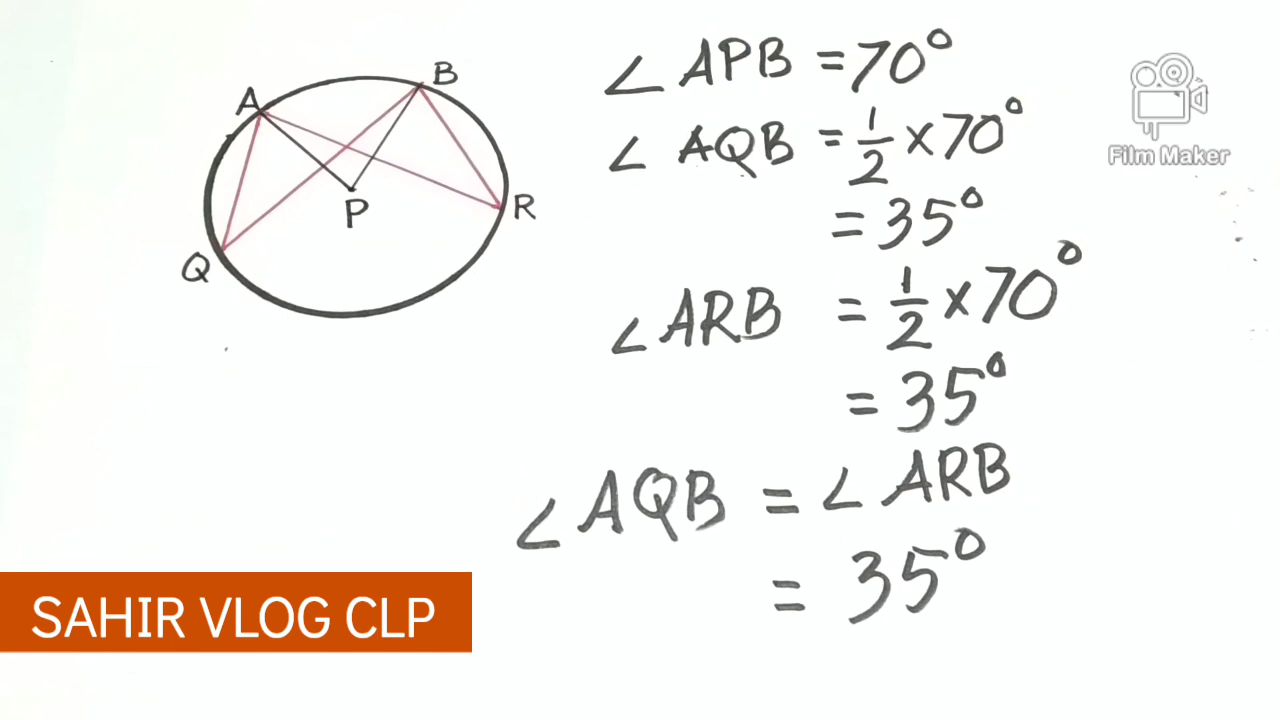 A
B
P
R
Q
∠ APB = 70°
∠ AQB = 1/2 × 70°
= 35°
∠ ARB = 1/2 × 70°
= 35°
∠ AQB = ∠ ARB
= 35°
Film Maker
SAHIR VLOG CLP